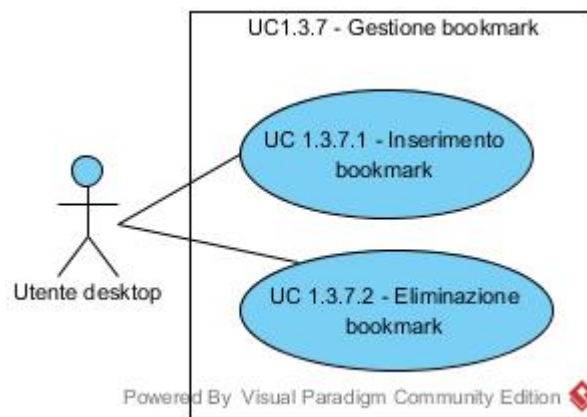 UC1.3.7 - Gestione bookmark
UC 1.3.7.1 - Inserimento
bookmark
Utente desktop
UC 1.3.7.2 - Eliminazione
bookmark
Powered By Visual Paradigm Community Edition